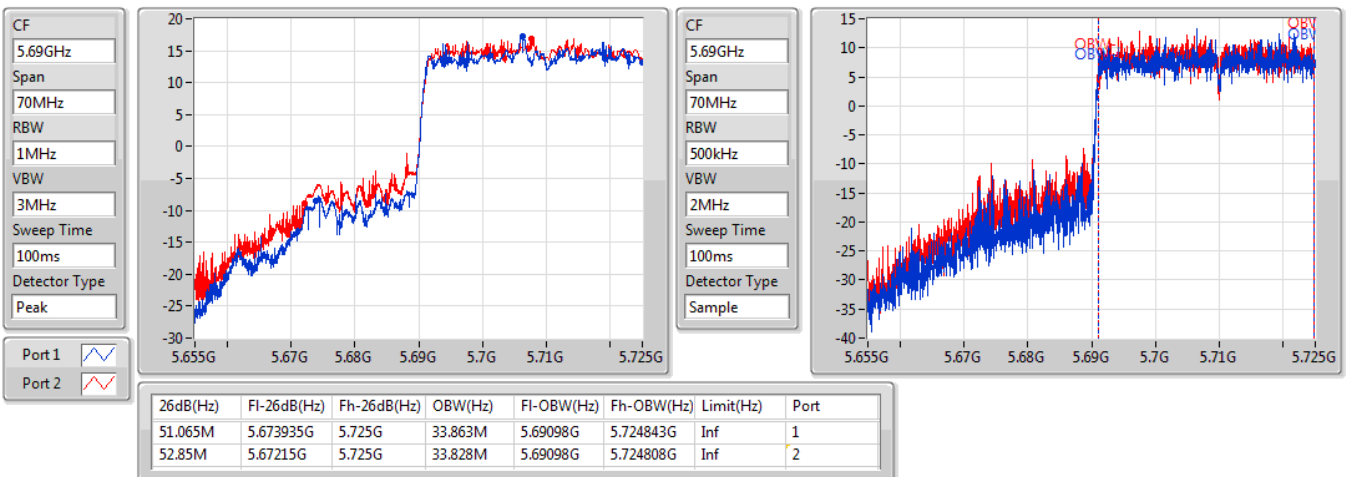 CF
5.69GHz
Span
70MHz
RBW
1MHz
VBW
3MHz
Sweep Time
100ms
Detector Type
Peak
Port 1
Port 2
20
15
10
5
0
-5
-10
-15
-20
-25
-30
5.655G 5.67G 5.68G 5.69G 5.7G 5.71G 5.725G
CF
5.69GHz
Span
70MHz
RBW
500kHz
VBW
2MHz
Sweep Time
100ms
Detector Type
Sample
15
10
5
0
-5
-10
-15
-20
-25
-30
-35
-40
OBW
OBW
OBW
OBW
5.655G 5.67G 5.68G 5.69G 5.7G 5.71G 5.725G
26dB(Hz) Fl-26dB(Hz) Fh-26dB(Hz) OBW(Hz) Fl-OBW(Hz) Fh-OBW(Hz) Limit(Hz) Port
51.065M 5.673935G 5.725G 33.863M 5.69098G 5.724843G Inf 1
52.85M 5.67215G 5.725G 33.828M 5.69098G 5.724808G Inf 2